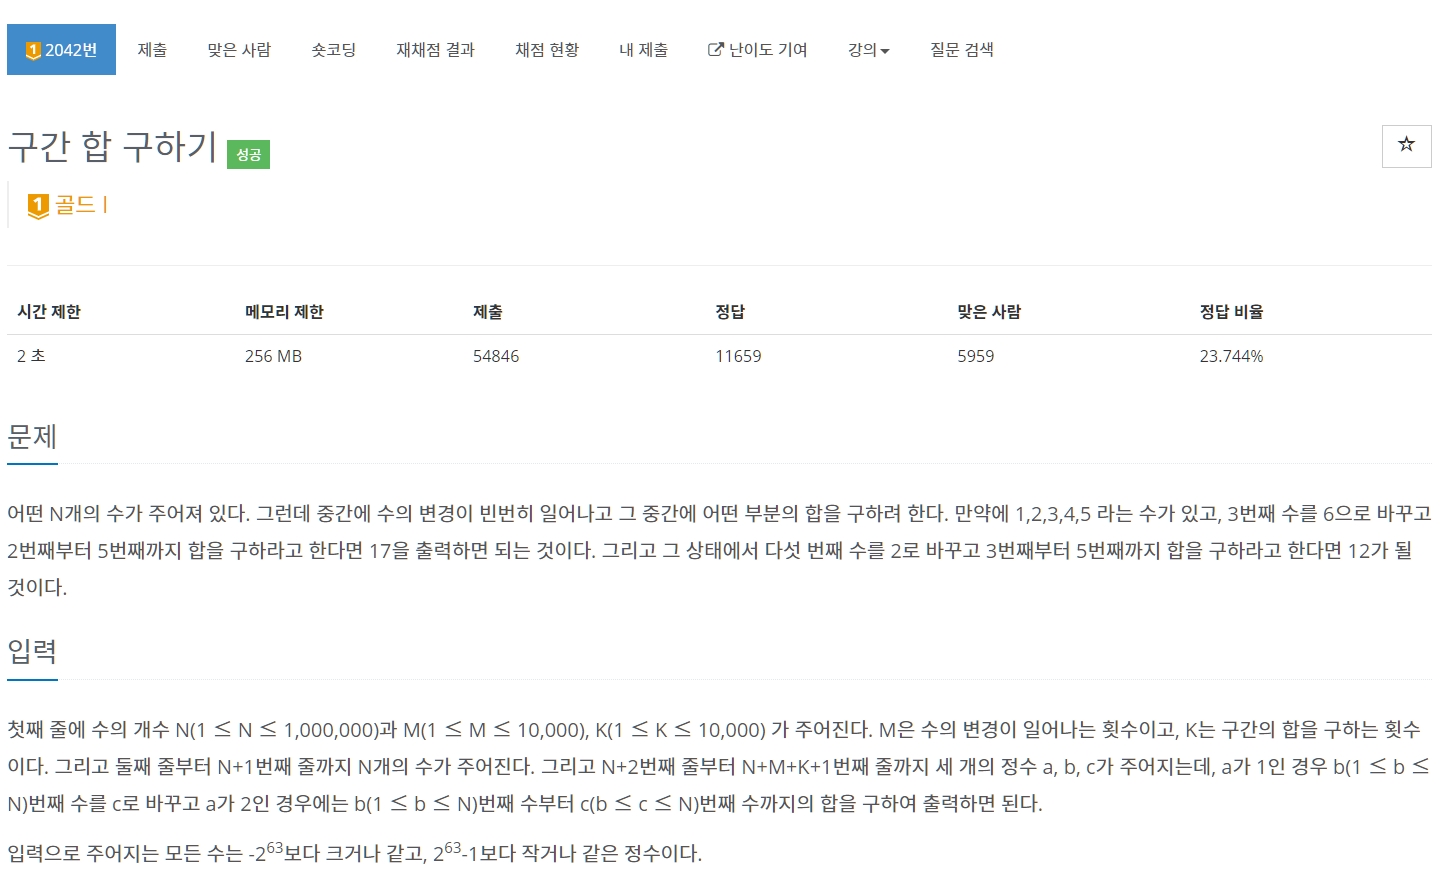 1 2042번 제출 맞은 사람 숏코딩 재채점 결과 채점 현황 내 제출 난이도 기여 강의 질문 검색
구간 합 구하기 성공
1 골드 I
시간 제한 메모리 제한 제출 정답 맞은 사람 정답 비율
2 초 256 MB 54846 11659 5959 23.744%
문제
어떤 N개의 수가 주어져 있다. 그런데 중간에 수의 변경이 빈번히 일어나고 그 중간에 어떤 부분의 합을 구하려 한다. 만약에 1,2,3,4,5 라는 수가 있고, 3번째 수를 6으로 바꾸고
2번째부터 5번째까지 합을 구하라고 한다면 17을 출력하면 되는 것이다. 그리고 그 상태에서 다섯 번째 수를 2로 바꾸고 3번째부터 5번째까지 합을 구하라고 한다면 12가 될
것이다.
입력
첫째 줄에 수의 개수 N(1 ≤ N ≤ 1,000,000)과 M(1 ≤ M ≤ 10,000), K(1 ≤ K ≤ 10,000) 가 주어진다. M은 수의 변경이 일어나는 횟수이고, K는 구간의 합을 구하는 횟수
이다. 그리고 둘째 줄부터 N+1번째 줄까지 N개의 수가 주어진다. 그리고 N+2번째 줄부터 N+M+K+1번째 줄까지 세 개의 정수 a, b, c가 주어지는데, a가 1인 경우 b(1 ≤ b ≤
N)번째 수를 c로 바꾸고 a가 2인 경우에는 b(1 ≤ b ≤ N)번째 수부터 c(b ≤ c ≤ N)번째 수까지의 합을 구하여 출력하면 된다.
입력으로 주어지는 모든 수는 -2⁶³보다 크거나 같고, 2⁶³-1보다 작거나 같은 정수이다.